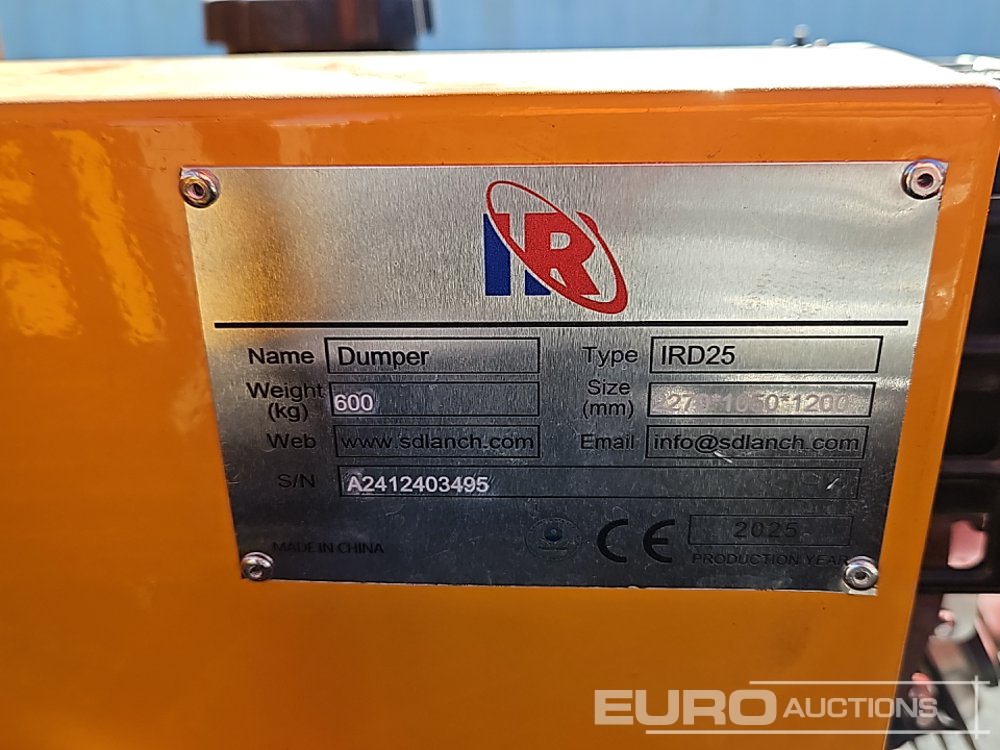 IR
Name Dumper Type IRD25
Weight (kg) 600 Size (mm)
Web www.sdlanch.com Email info@sdlanch.com
S/N A2412403495
MADE IN CHINA CE 2025
PRODUCTION YEAR
EURO AUCTIONS